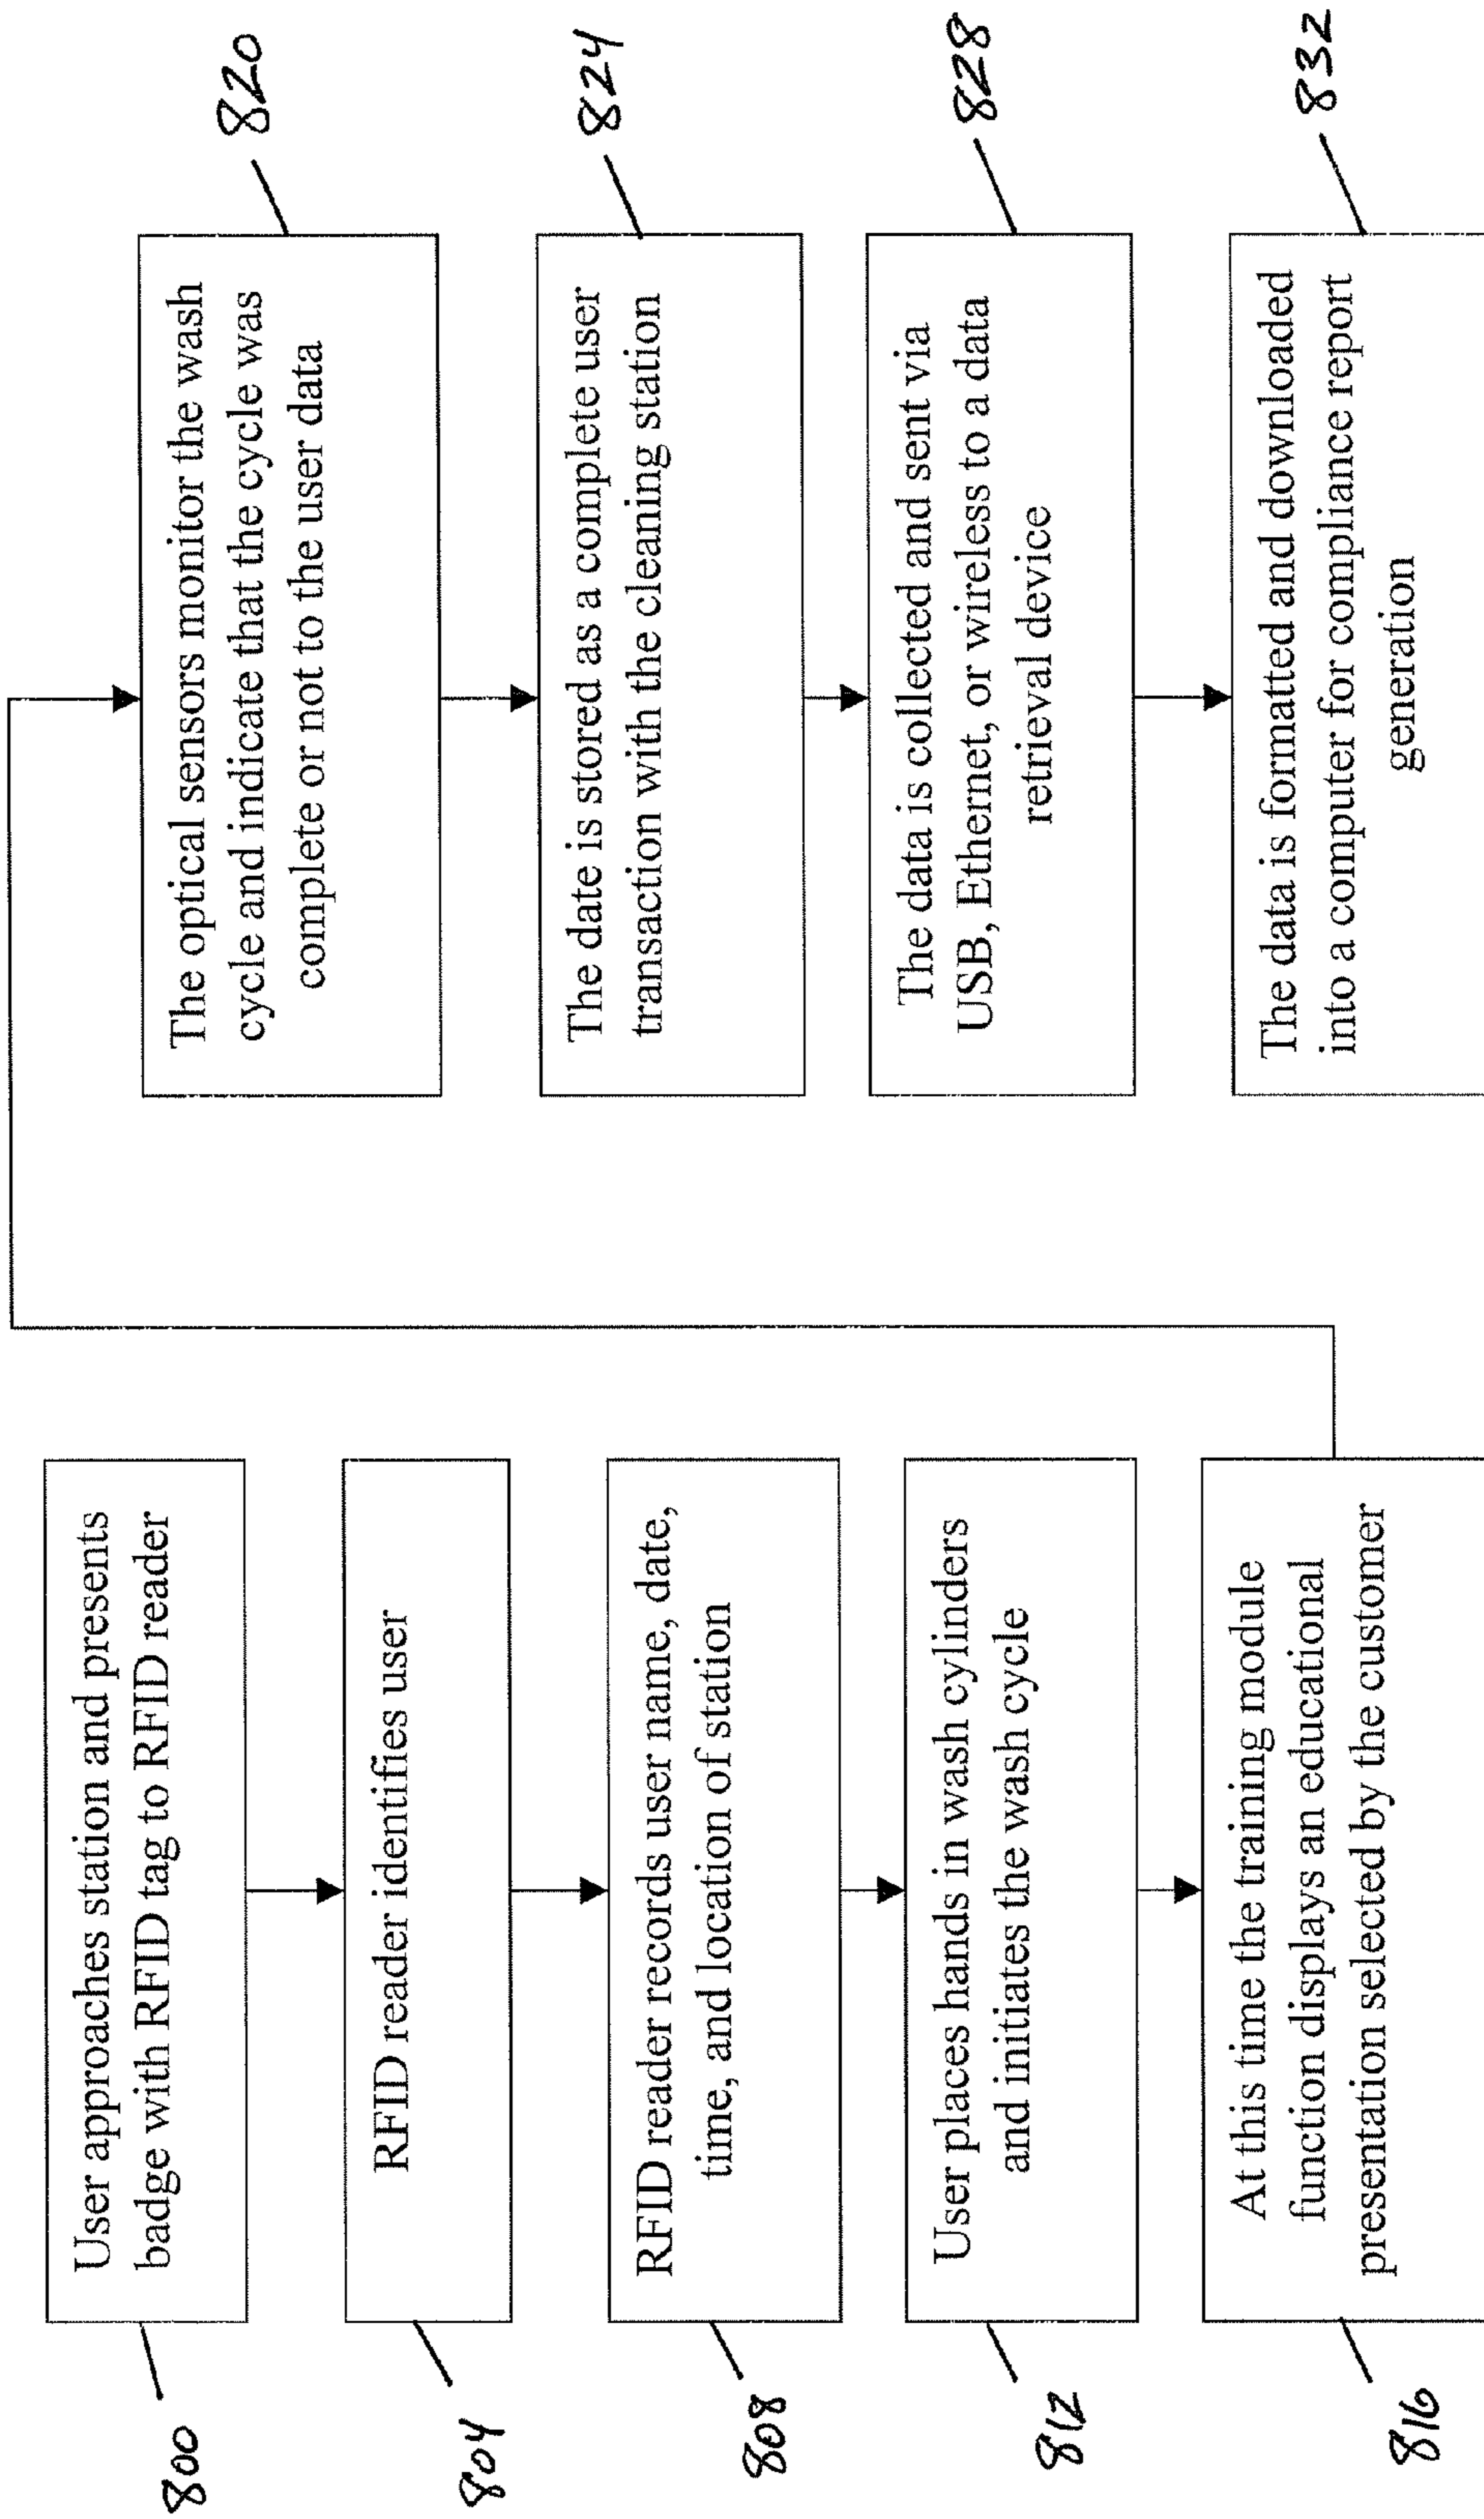 800
User approaches station and presents
badge with RFID tag to RFID reader
804
RFID reader identifies user
808
RFID reader records user name, date,
time, and location of station
812
User places hands in wash cylinders
and initiates the wash cycle
816
At this time the training module
function displays an educational
presentation selected by the customer
820
The optical sensors monitor the wash
cycle and indicate that the cycle was
complete or not to the user data
824
The date is stored as a complete user
transaction with the cleaning station
828
The data is collected and sent via
USB, Ethernet, or wireless to a data
retrieval device
832
The data is formatted and downloaded
into a computer for compliance report
generation